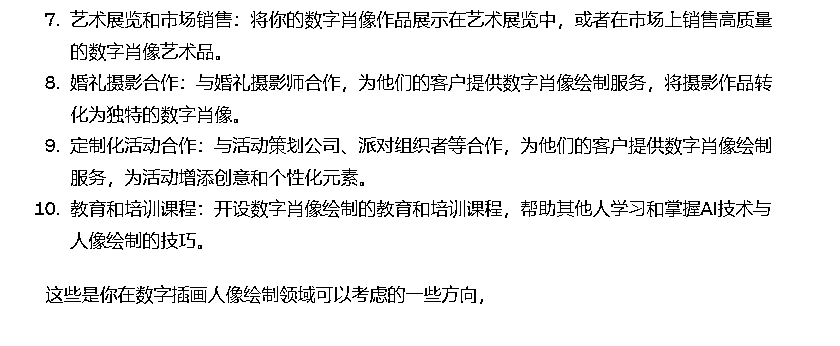 7. 艺术展览和市场销售：将你的数字肖像作品展示在艺术展览中，或者在市场上销售高质量
的数字肖像艺术品。
8. 婚礼摄影合作：与婚礼摄影师合作，为他们的客户提供数字肖像绘制服务，将摄影作品转
化为独特的数字肖像。
9. 定制化活动合作：与活动策划公司、派对组织者等合作，为他们的客户提供数字肖像绘制
服务，为活动增添创意和个性化元素。
10. 教育和培训课程：开设数字肖像绘制的教育和培训课程，帮助其他人学习和掌握AI技术与
人像绘制的技巧。
这些是你在数字插画人像绘制领域可以考虑的一些方向，